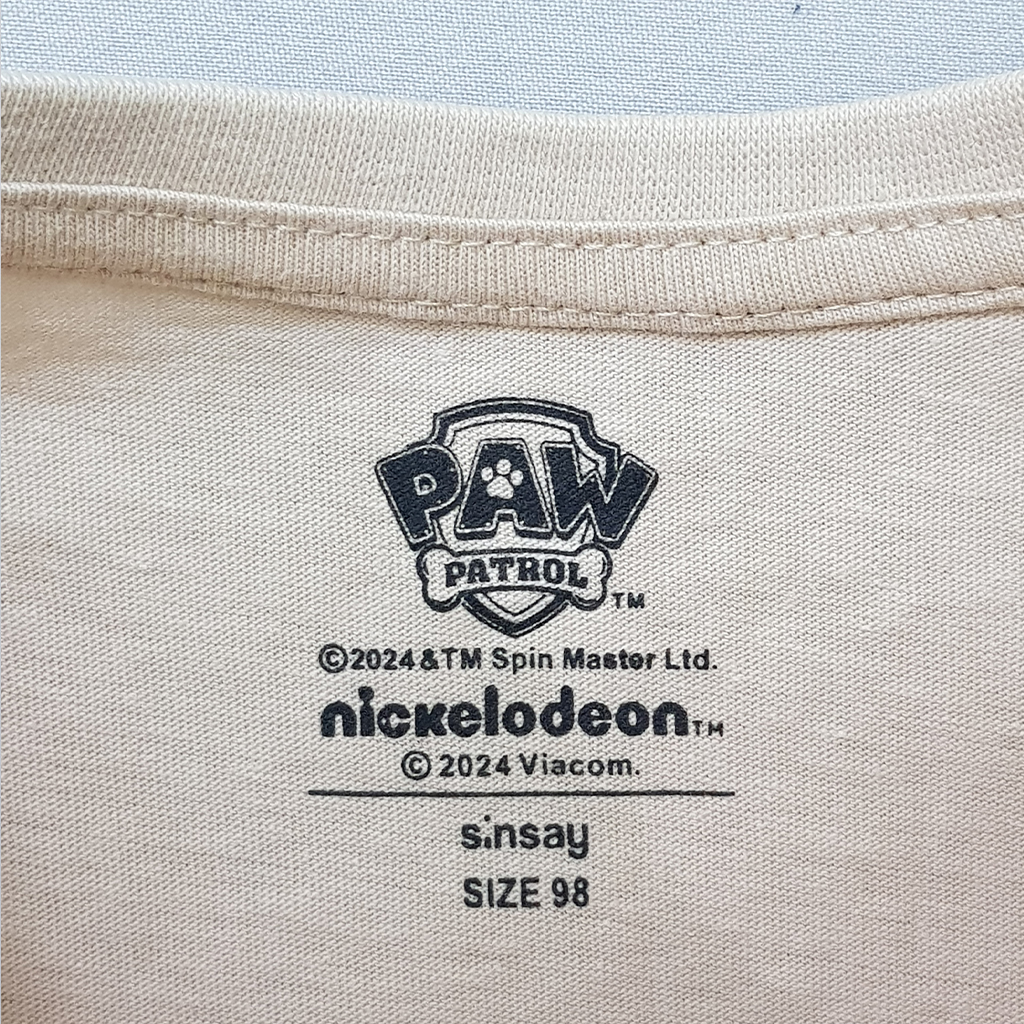 PAW
PATROL
TM
©2024&TM Spin Master Ltd.
nickelodeon TM
© 2024 Viacom.
sinsay
SIZE 98